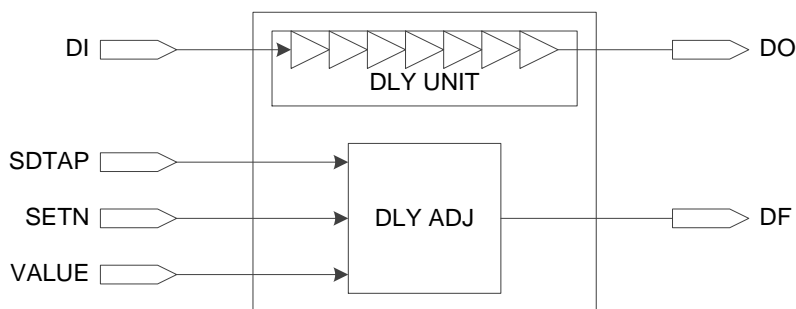 DI
DO
DLY UNIT
SDTAP
SETN
DLY ADJ
DF
VALUE